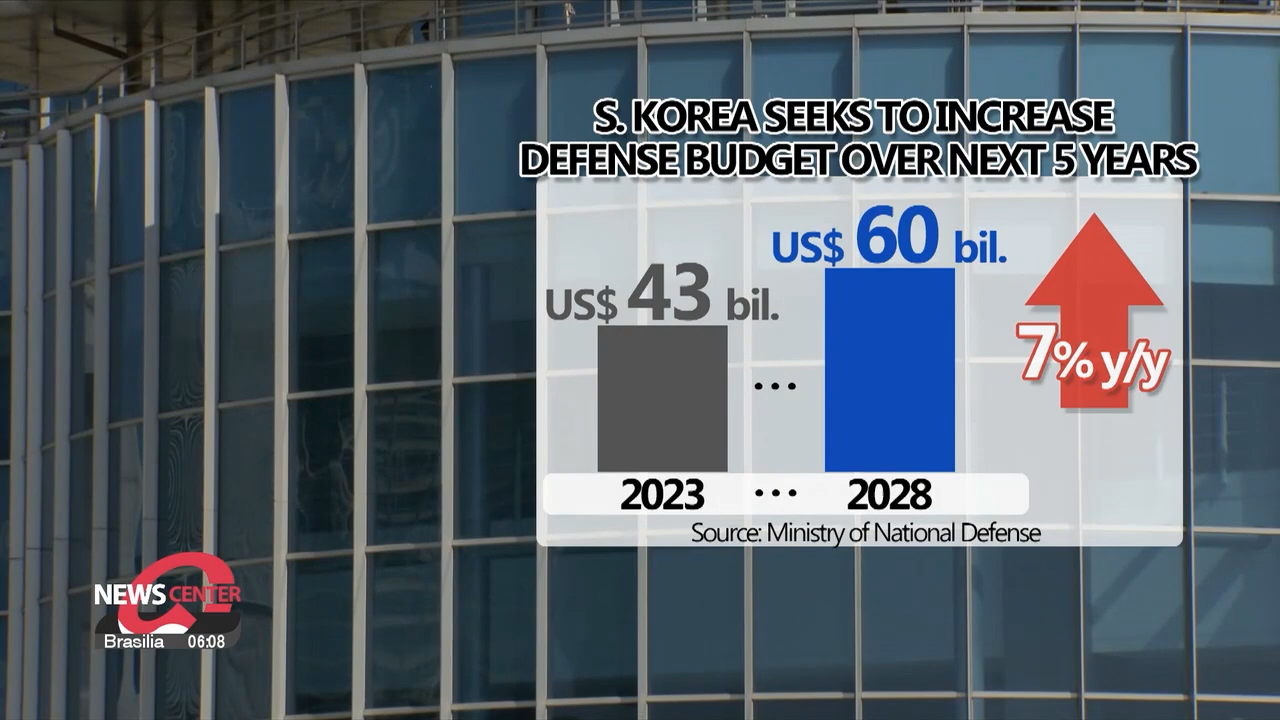 S. KOREA SEEKS TO INCREASE
DEFENSE BUDGET OVER NEXT 5 YEARS
US$ 60 bil.
US$ 43 bil.
7% y/y
...
2023 ... 2028
Source: Ministry of National Defense
NEWS CENTER
Brasilia 06:08